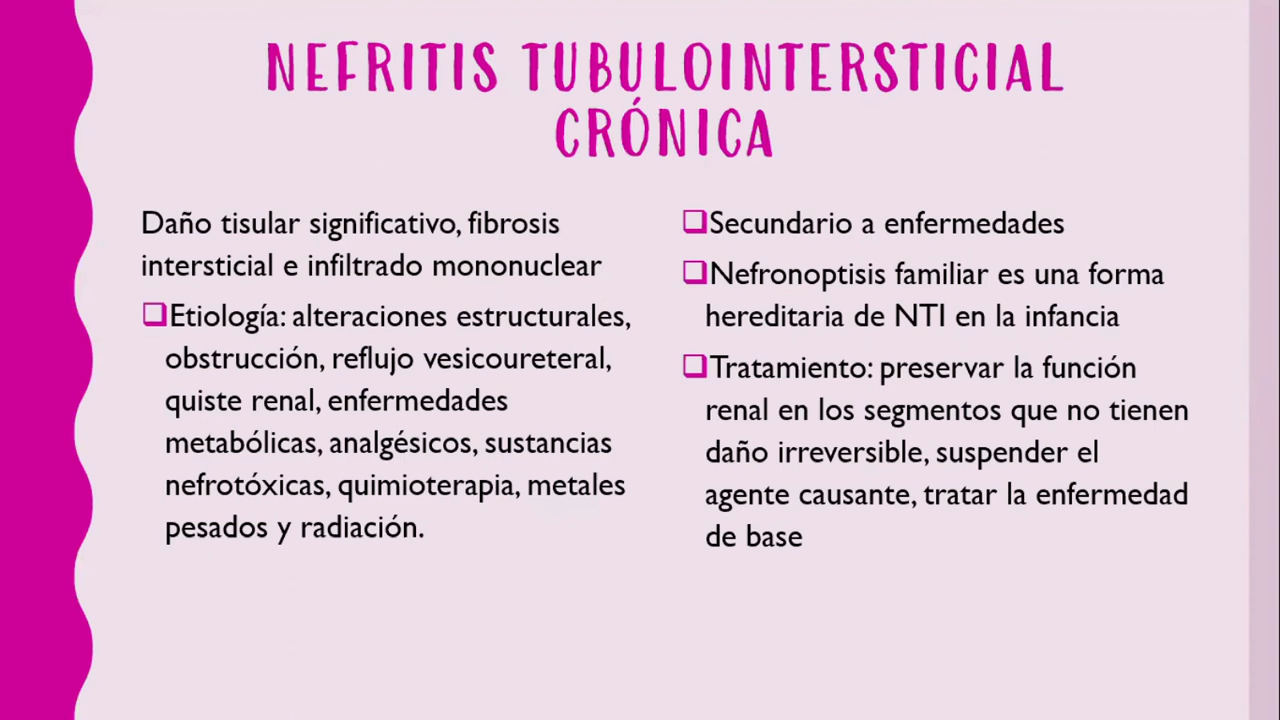 NEFRITIS TUBULOINTERSTICIAL
CRÓNICA
Daño tisular significativo, fibrosis
intersticial e infiltrado mononuclear
❑Etiología: alteraciones estructurales,
obstrucción, reflujo vesicoureteral,
quiste renal, enfermedades
metabólicas, analgésicos, sustancias
nefrotóxicas, quimioterapia, metales
pesados y radiación.
❑Secundario a enfermedades
❑Nefronoptisis familiar es una forma
hereditaria de NTI en la infancia
❑Tratamiento: preservar la función
renal en los segmentos que no tienen
daño irreversible, suspender el
agente causante, tratar la enfermedad
de base